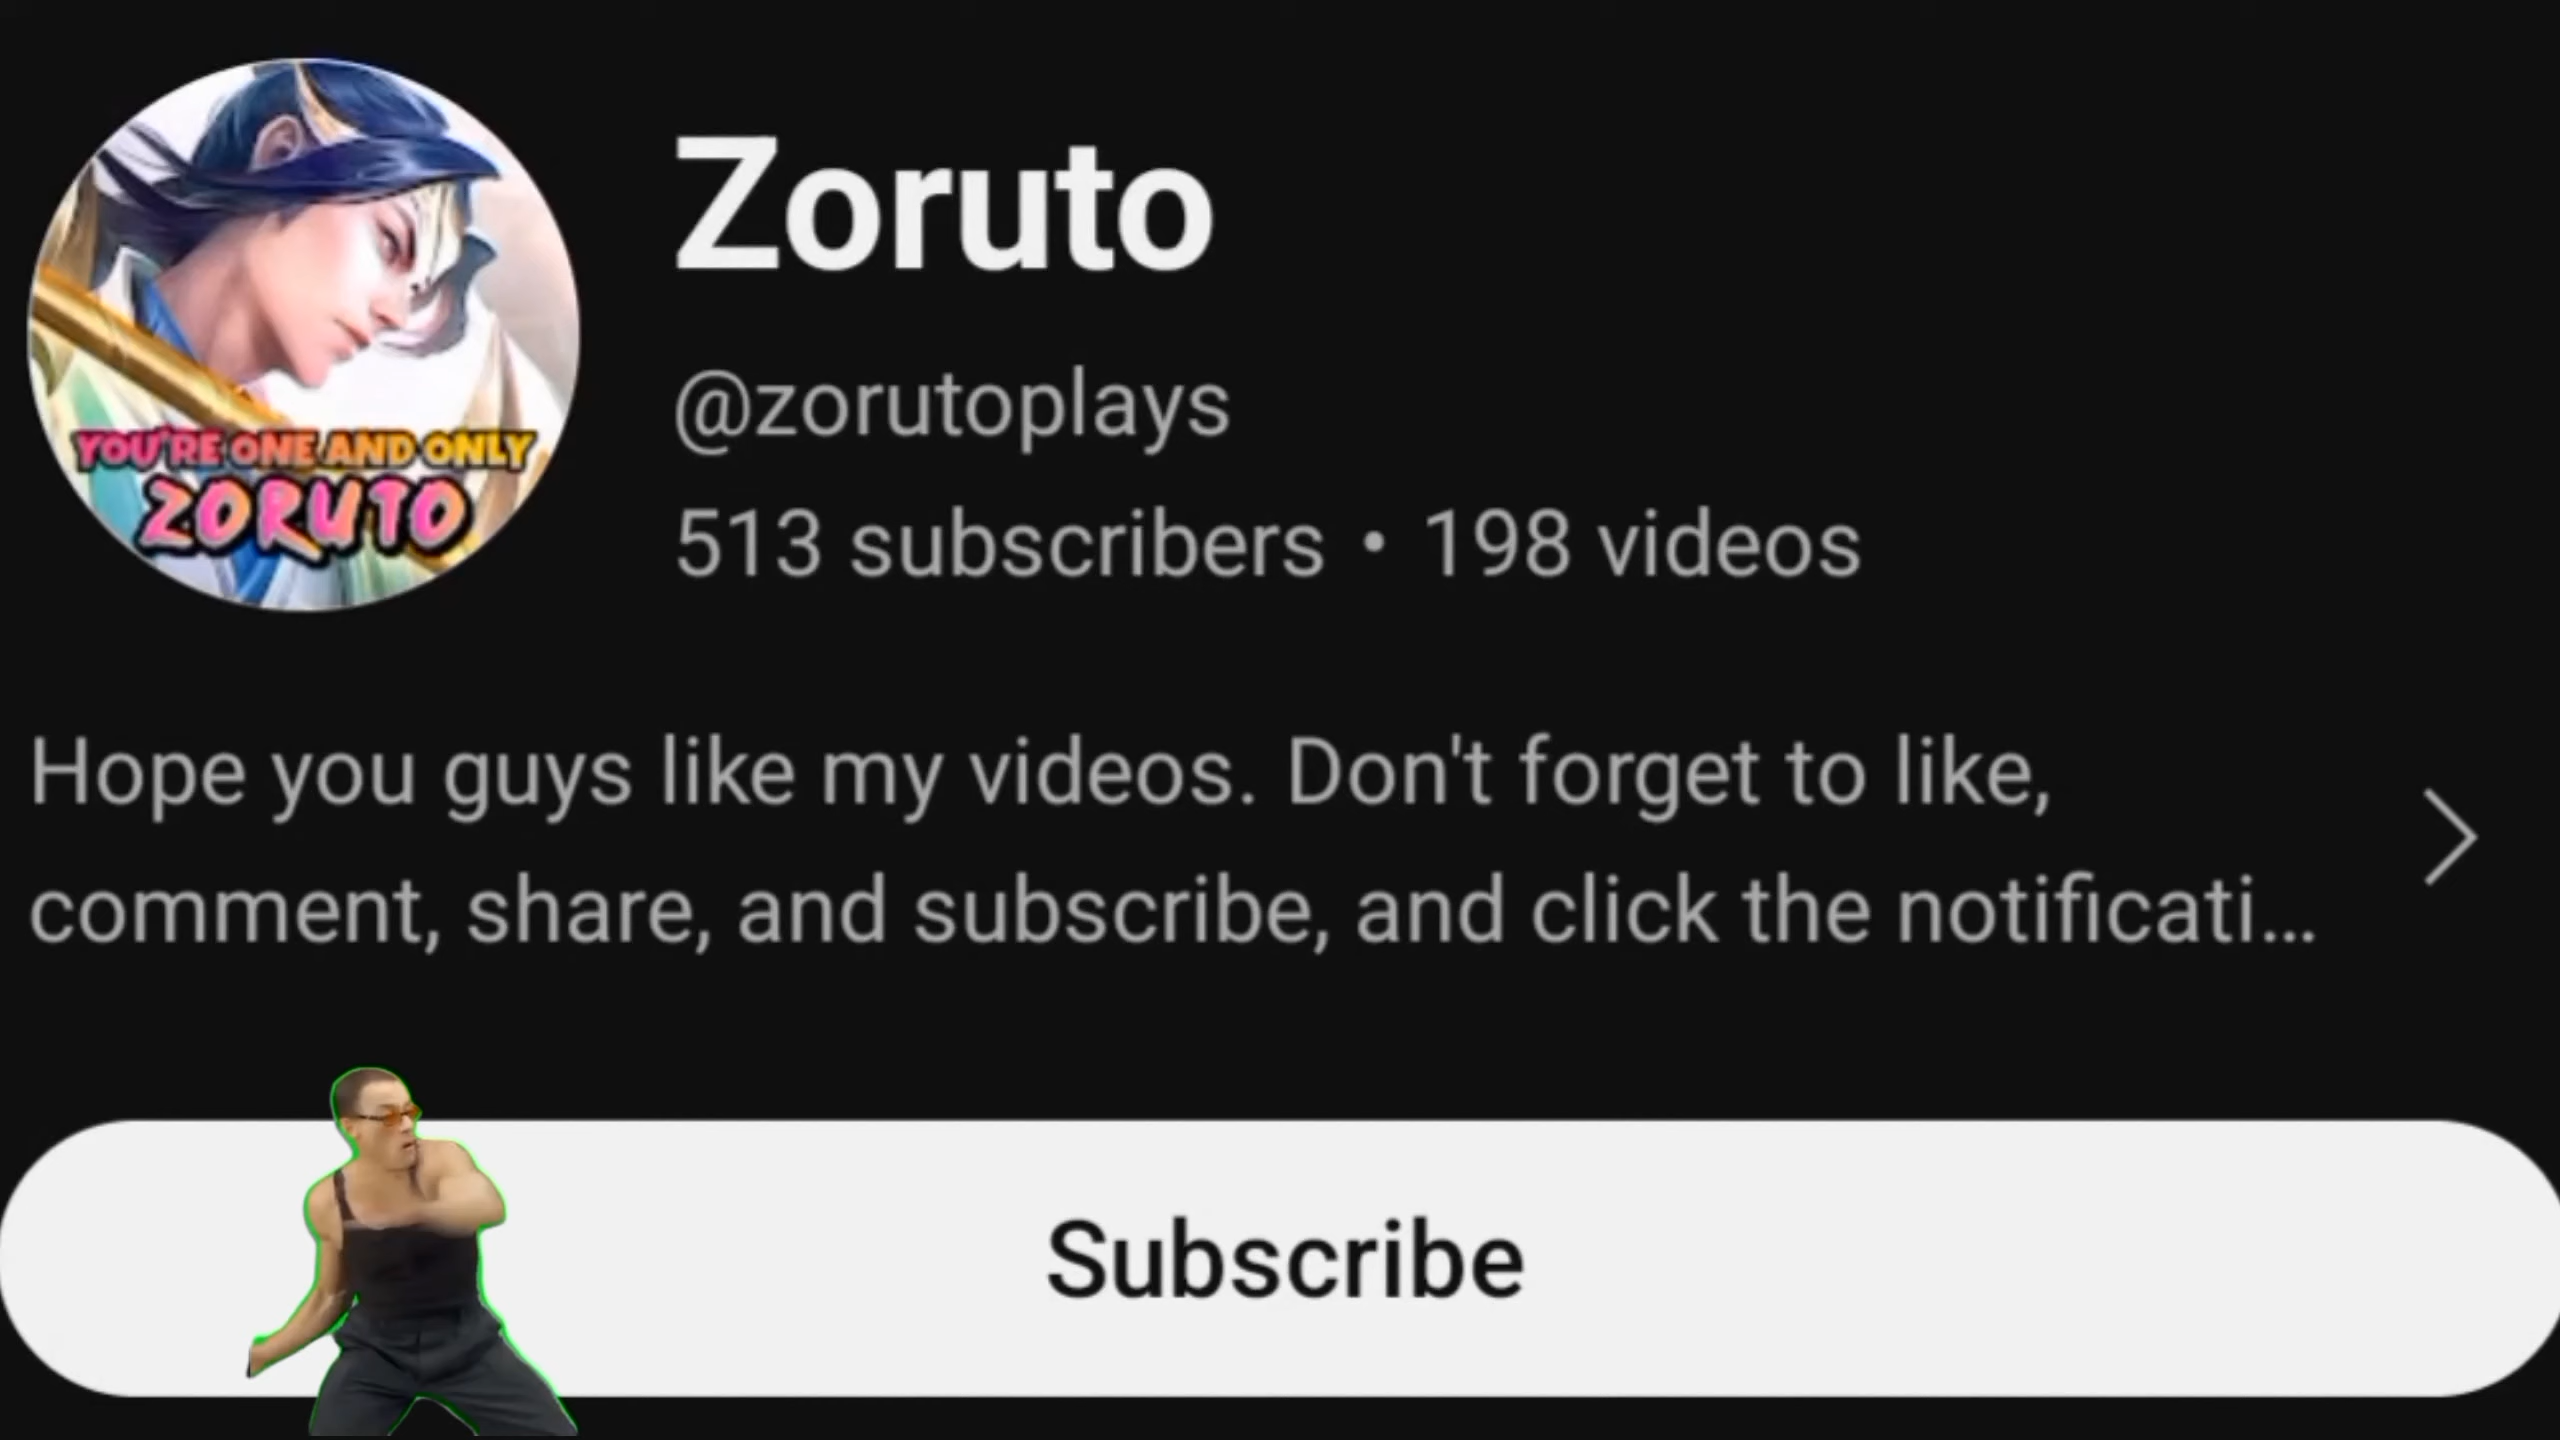 YOU'RE ONE AND ONLY
ZORUTO
Zoruto
@zorutoplays
513 subscribers • 198 videos
Hope you guys like my videos. Don't forget to like,
comment, share, and subscribe, and click the notificati...
Subscribe